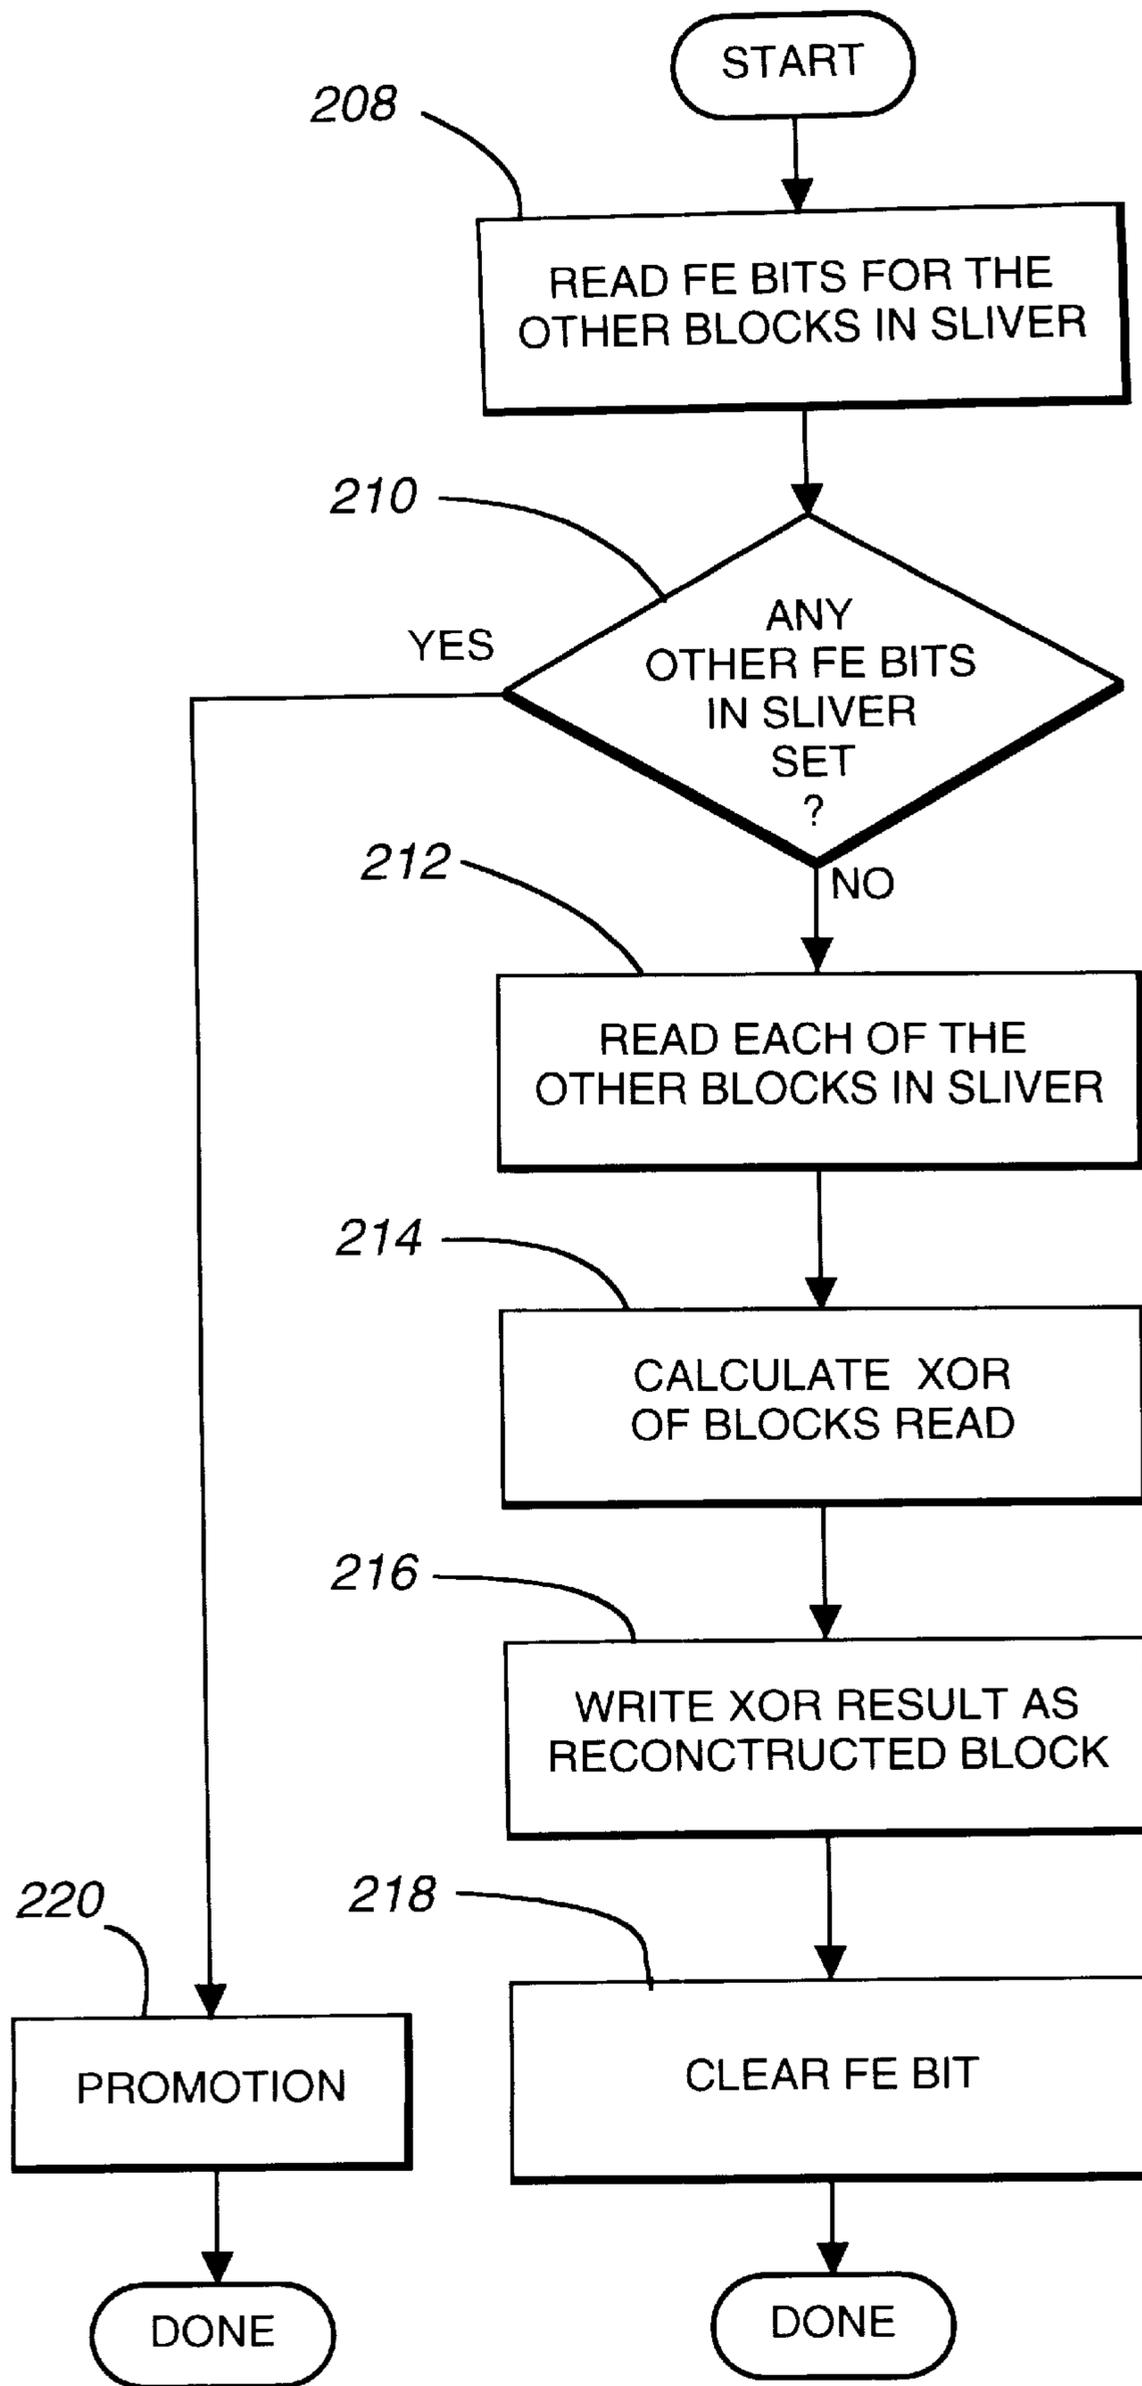 START
208
READ FE BITS FOR THE
OTHER BLOCKS IN SLIVER
210
YES
ANY
OTHER FE BITS
IN SLIVER
SET
?
212
NO
READ EACH OF THE
OTHER BLOCKS IN SLIVER
214
CALCULATE XOR
OF BLOCKS READ
216
WRITE XOR RESULT AS
RECONCTRUCTED BLOCK
220
218
PROMOTION
CLEAR FE BIT
DONE
DONE